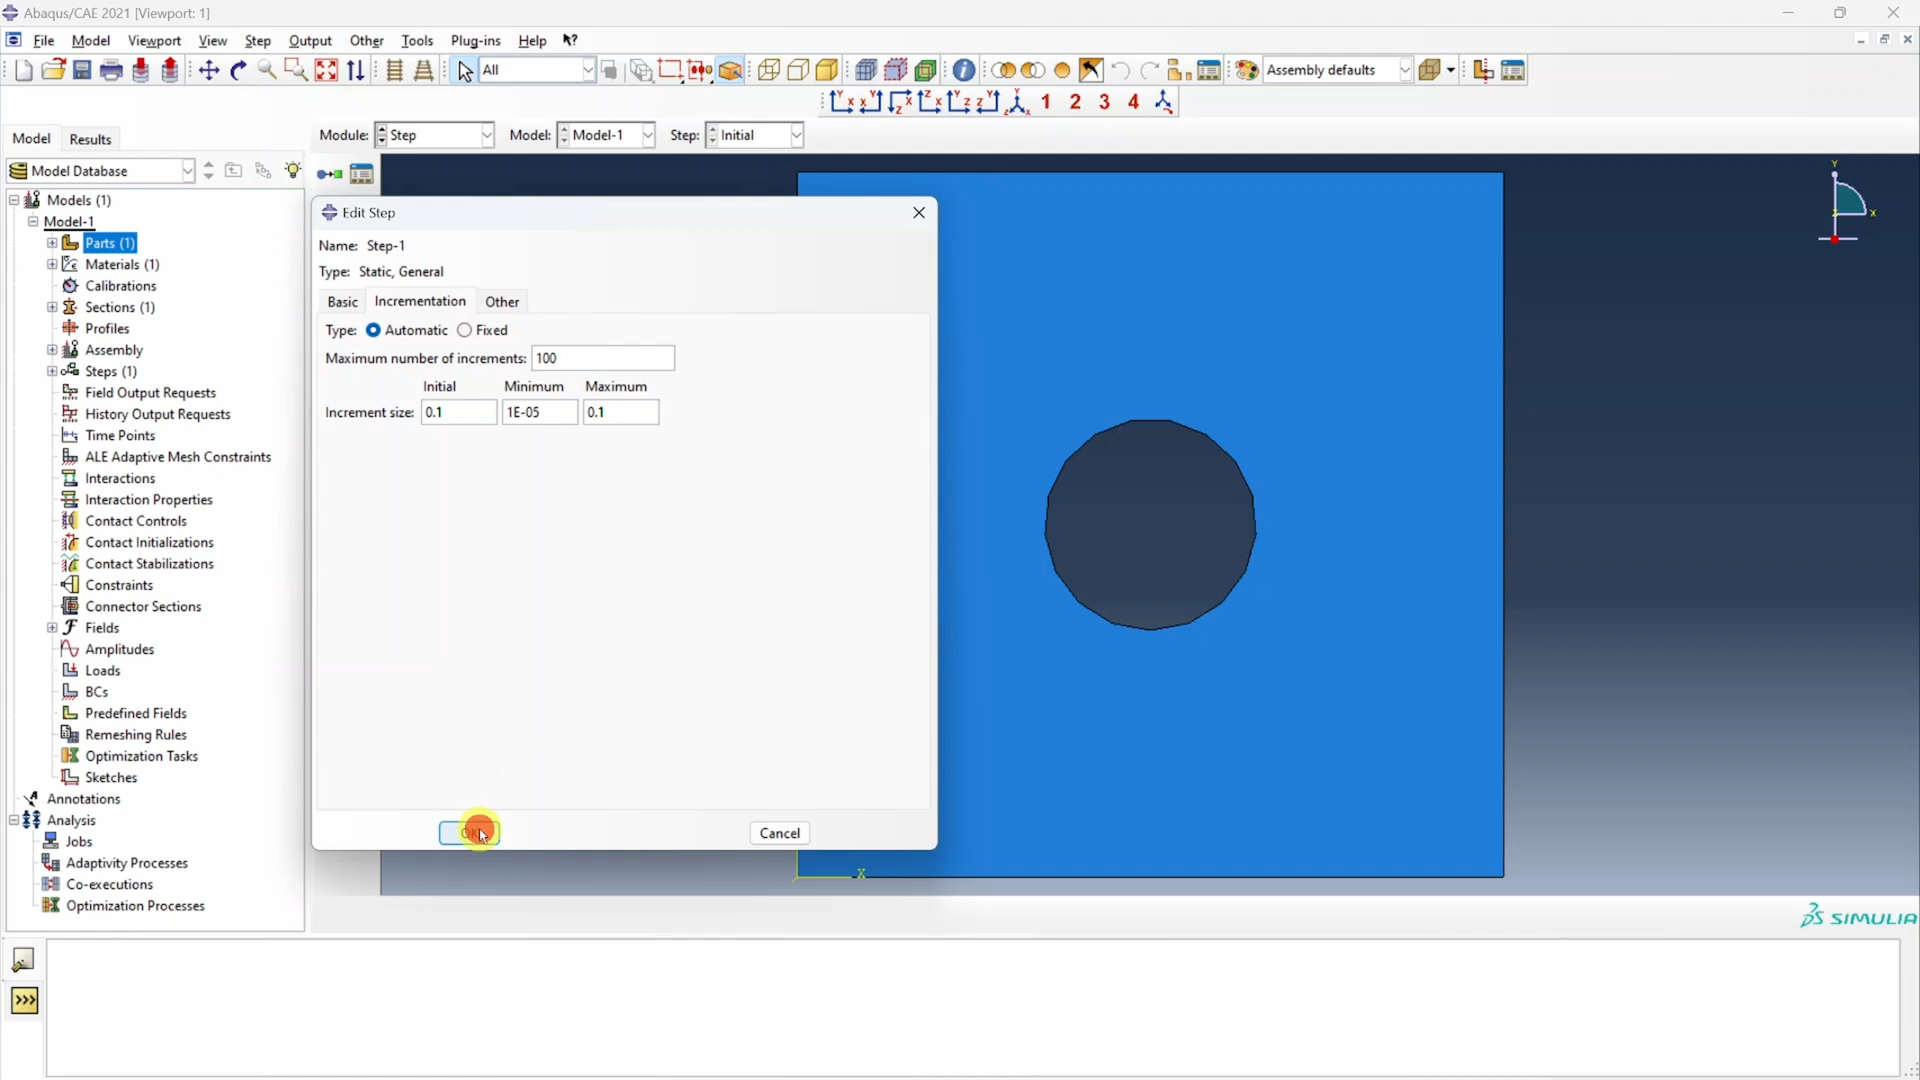 Abaqus/CAE 2021 [Viewport: 1]
File Model Viewport View Step Output Other Tools Plug-ins Help
All
Assembly defaults
1 2 3 4
Model Results
Module: Step Model: Model-1 Step: Initial
Model Database
Models (1)
Model-1
Parts (1)
Materials (1)
Calibrations
Sections (1)
Profiles
Assembly
Steps (1)
Field Output Requests
History Output Requests
Time Points
ALE Adaptive Mesh Constraints
Interactions
Interaction Properties
Contact Controls
Contact Initializations
Contact Stabilizations
Constraints
Connector Sections
Fields
Amplitudes
Loads
BCs
Predefined Fields
Remeshing Rules
Optimization Tasks
Sketches
Annotations
Analysis
Jobs
Adaptivity Processes
Co-executions
Optimization Processes
Edit Step
Name: Step-1
Type: Static, General
Basic Incrementation Other
Type: Automatic Fixed
Maximum number of increments: 100
Initial Minimum Maximum
Increment size: 0.1 1E-05 0.1
Cancel
Y
X
X
SIMULIA
>>>